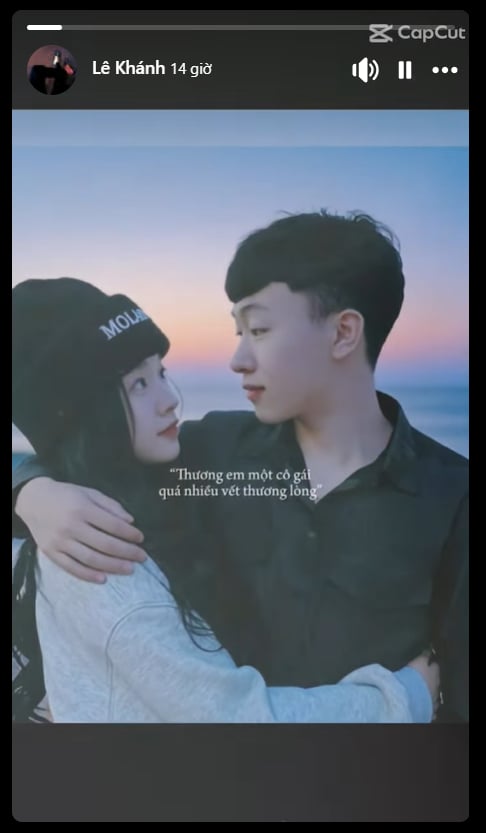 CapCut
Lê Khánh 14 giờ
MOLA
“Thương em một cô gái
quá nhiều vết thương lòng”